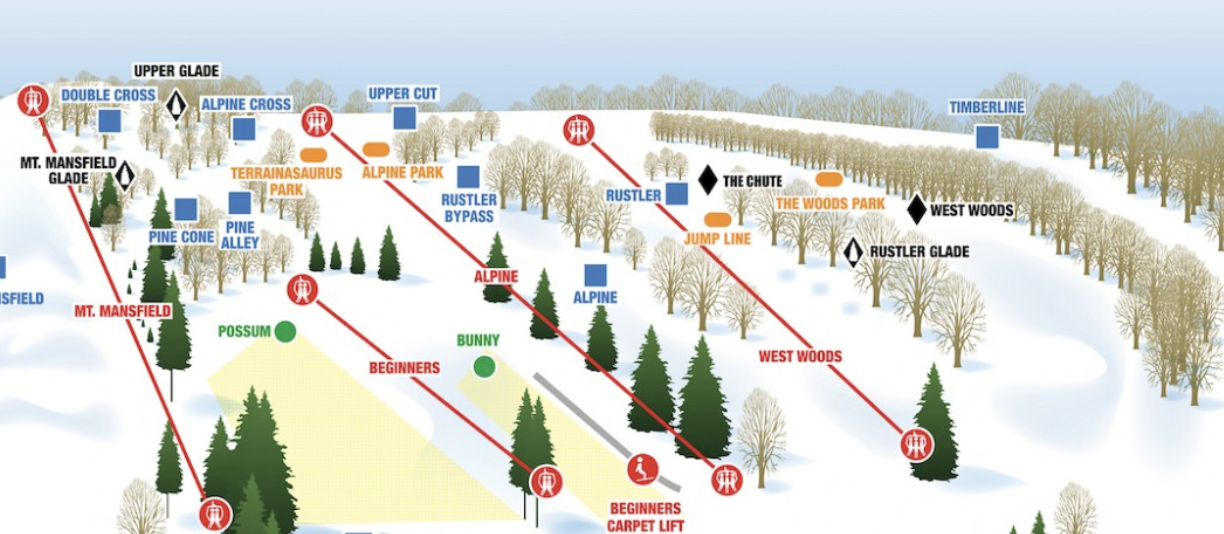 UPPER GLADE
DOUBLE CROSS
ALPINE CROSS
UPPER CUT
TIMBERLINE
MT. MANSFIELD
GLADE
TERRAINASAURUS
PARK
ALPINE PARK
RUSTLER
BYPASS
RUSTLER
THE CHUTE
THE WOODS PARK
WEST WOODS
JUMP LINE
RUSTLER GLADE
PINE CONE
PINE
ALLEY
ALPINE
ALPINE
SFIELD
MT. MANSFIELD
POSSUM
BEGINNERS
BUNNY
WEST WOODS
BEGINNERS
CARPET LIFT